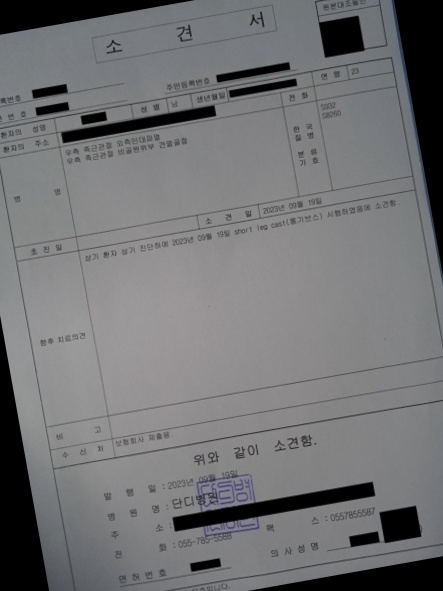 원본대조필인
소 견 서
록번호
주민등록번호
번 호
환자의 성명
성 별 남
생년월일
연 령 23
환자의 주소
전 화
병 명
우측 족근관절 외측인대파열
우측 족근관절 비골원위부 견열골절
한 국
질 병
분 류
기 호
S932
S8260
초 진 일
소 견 일
2023년 09월 19일
향후 치료의견
상기 환자 상기 진단하에 2023년 09월 19일 short leg cast(통기브스) 시행하였음에 소견함.
비 고
수 신 처
보험회사 제출용.
위와 같이 소견함.
발 행 일 : 2023년 09월 19일
병 원 명 : 단디병원
주 소 :
전 화 : 055-785-5588
팩 스 : 0557855587
면허번호
의사성명